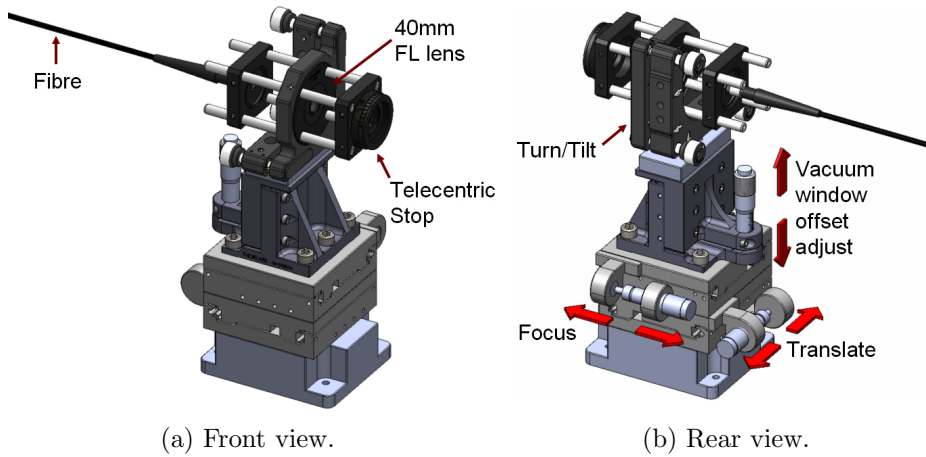 40mm
FL lens
Fibre
Telecentric
Stop
Turn/Tilt
Vacuum
window
offset
adjust
Focus
Translate
(a) Front view.
(b) Rear view.